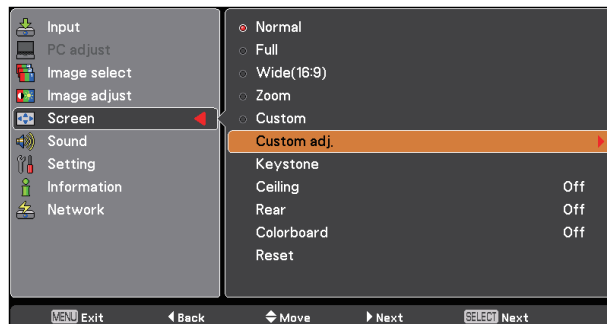 Input
PC adjust
Image select
Image adjust
Screen
Sound
Setting
Information
Network
Normal
Full
Wide(16:9)
Zoom
Custom
Custom adj.
Keystone
Ceiling Off
Rear Off
Colorboard Off
Reset
MENU Exit Back Move Next SELECT Next